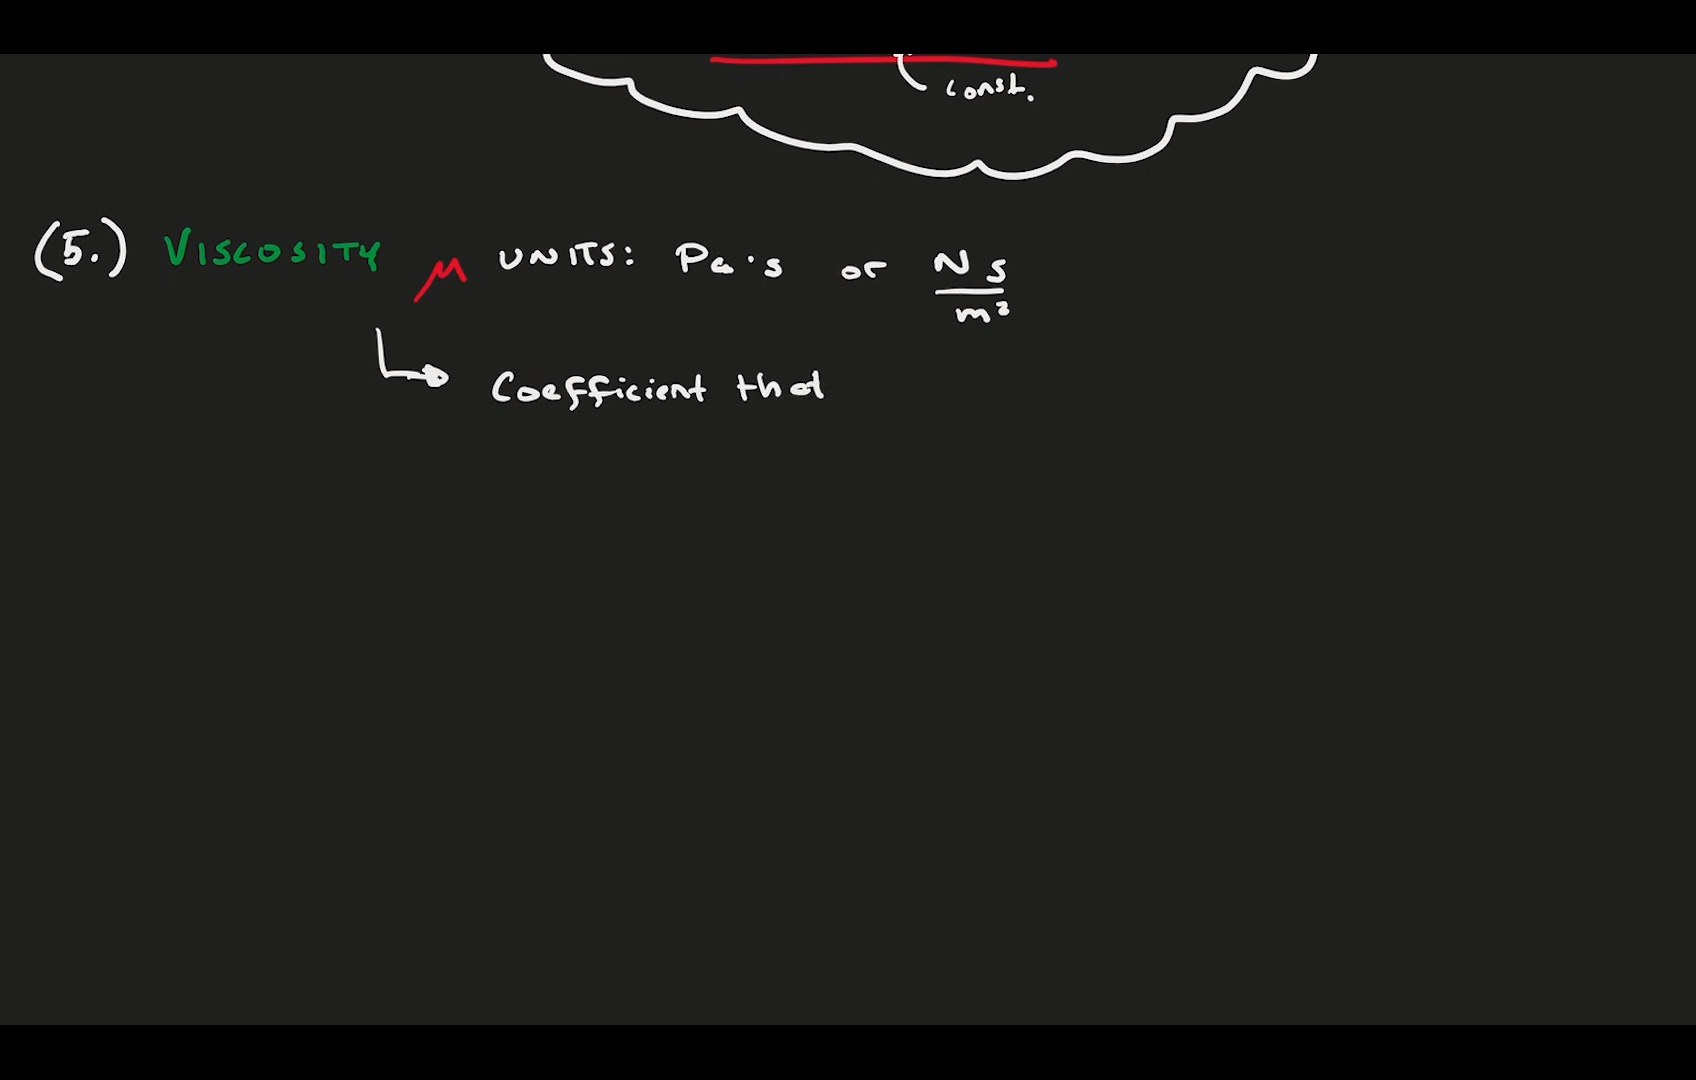 const.
(5.) VISCOSITY μ UNITS: Pa·s or N s
m²
Coefficient that